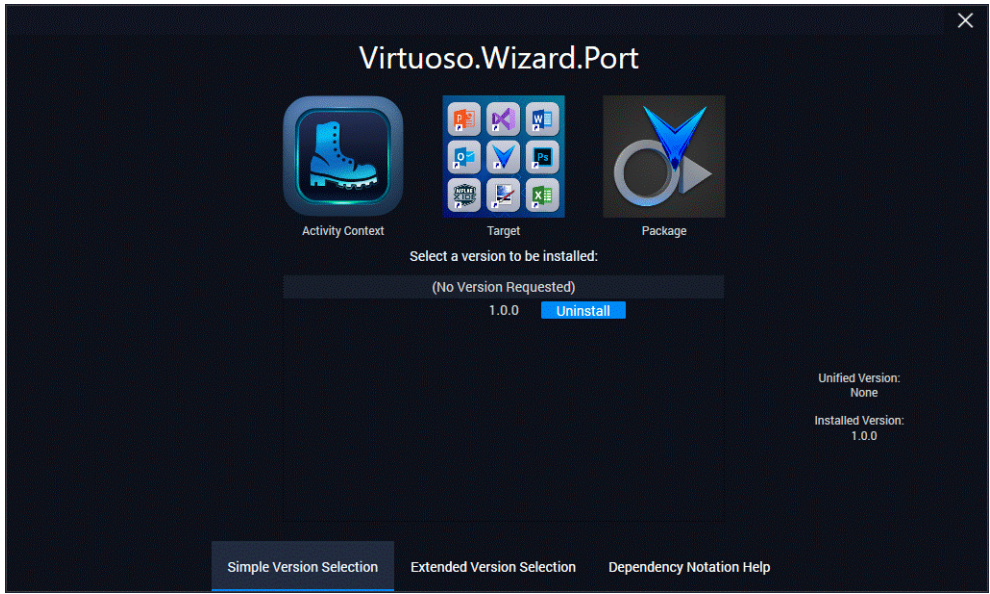 Virtuoso.Wizard.Port
Ps
Activity Context
Target
Package
Select a version to be installed:
(No Version Requested)
1.0.0 Uninstall
Unified Version:
None
Installed Version:
1.0.0
Simple Version Selection
Extended Version Selection
Dependency Notation Help